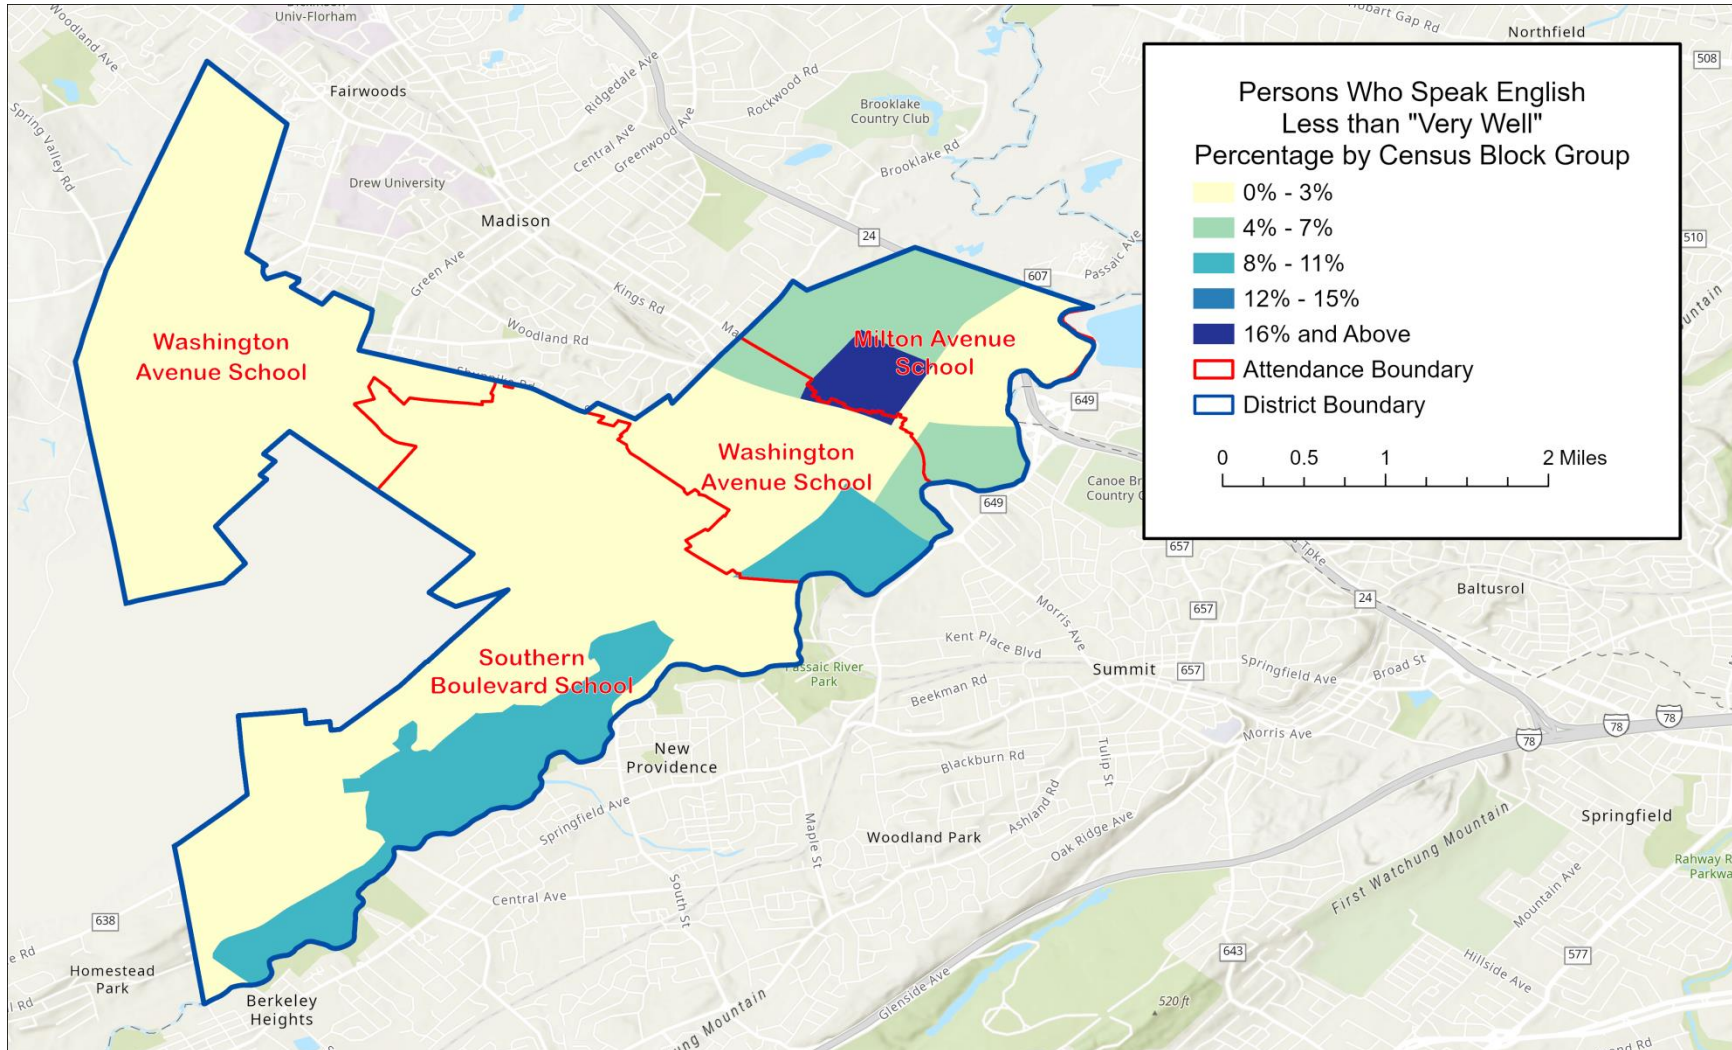 Univ-Florham
Woodland Ave
Fairwoods
Ridgedale Ave
Rockwood Rd
Hobart Gap Rd
Northfield
508
Spring Valley Rd
Central Ave
Greenwood Ave
Brooklake
Country Club
Brooklake Rd
Drew University
Madison
24
607
Passaic Ave
510
Green Ave
Kings Rd
Woodland Rd
Washington
Avenue School
Milton Avenue
School
649
Washington
Avenue School
Country
649
Persons Who Speak English
Less than "Very Well"
Percentage by Census Block Group
0% - 3%
4% - 7%
8% - 11%
12% - 15%
16% and Above
Attendance Boundary
District Boundary
0
0.5
1
2 Miles
657
Tpke
Baltusrol
24
657
Morris Ave
Kent Place Blvd
Summit
657
Springfield Ave
Broad St
Southern
Boulevard School
Passaic River
Park
Beekman Rd
78
78
78
Morris Ave
New
Providence
Blackburn Rd
Tulip St
Springfield Ave
Maple St
Woodland Park
Ashland Rd
Oak Ridge Ave
Springfield
First Watchung Mountain
Mountain Ave
Central Ave
South St
638
Homestead
Park
Berkeley
Heights
Glenside Ave
520 ft
643
577
Hillside Ave
Mountain